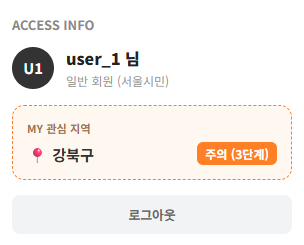 ACCESS INFO
U1
user_1 님
일반 회원 (서울시민)
MY 관심 지역
강북구
주의 (3단계)
로그아웃